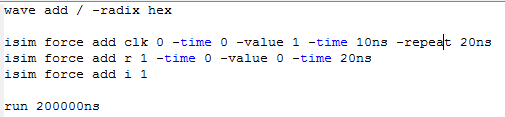 wave add / -radix hex
isim force add clk 0 -time 0 -value 1 -time 10ns -repeat 20ns
isim force add r 1 -time 0 -value 0 -time 20ns
isim force add i 1
run 200000ns